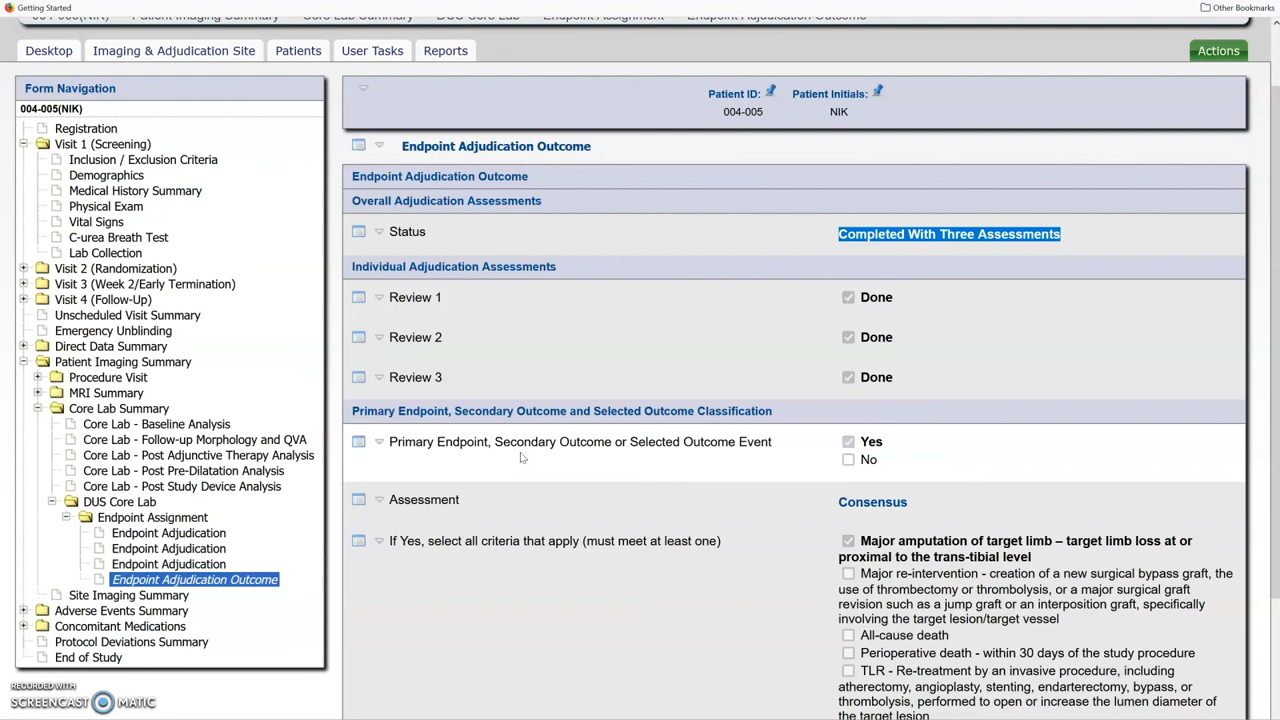 Getting Started
Other Bookmarks
Patient Imaging Summary
Core Lab Summary
DUS Core Lab
Endpoint Assignment
Endpoint Adjudication Outcome
Desktop
Imaging & Adjudication Site
Patients
User Tasks
Reports
Actions
Form Navigation
004-005(NIK)
Registration
Visit 1 (Screening)
Inclusion / Exclusion Criteria
Demographics
Medical History Summary
Physical Exam
Vital Signs
C-urea Breath Test
Lab Collection
Visit 2 (Randomization)
Visit 3 (Week 2/Early Termination)
Visit 4 (Follow-Up)
Unscheduled Visit Summary
Emergency Unblinding
Direct Data Summary
Patient Imaging Summary
Procedure Visit
MRI Summary
Core Lab Summary
Core Lab - Baseline Analysis
Core Lab - Follow-up Morphology and QVA
Core Lab - Post Adjunctive Therapy Analysis
Core Lab - Post Pre-Dilatation Analysis
Core Lab - Post Study Device Analysis
DUS Core Lab
Endpoint Assignment
Endpoint Adjudication
Endpoint Adjudication
Endpoint Adjudication
Endpoint Adjudication Outcome
Site Imaging Summary
Adverse Events Summary
Concomitant Medications
Protocol Deviations Summary
End of Study
RECORDED WITH
SCREENCAST MATIC
Patient ID:
Patient Initials:
004-005
NIK
Endpoint Adjudication Outcome
Endpoint Adjudication Outcome
Overall Adjudication Assessments
Status
Completed With Three Assessments
Individual Adjudication Assessments
Review 1
Done
Review 2
Done
Review 3
Done
Primary Endpoint, Secondary Outcome and Selected Outcome Classification
Primary Endpoint, Secondary Outcome or Selected Outcome Event
Yes
No
Assessment
Consensus
If Yes, select all criteria that apply (must meet at least one)
Major amputation of target limb – target limb loss at or
proximal to the trans-tibial level
Major re-intervention - creation of a new surgical bypass graft, the
use of thrombectomy or thrombolysis, or a major surgical graft
revision such as a jump graft or an interposition graft, specifically
involving the target lesion/target vessel
All-cause death
Perioperative death - within 30 days of the study procedure
TLR - Re-treatment by an invasive procedure, including
atherectomy, angioplasty, stenting, endarterectomy, bypass, or
thrombolysis, performed to open or increase the lumen diameter of
the target lesion